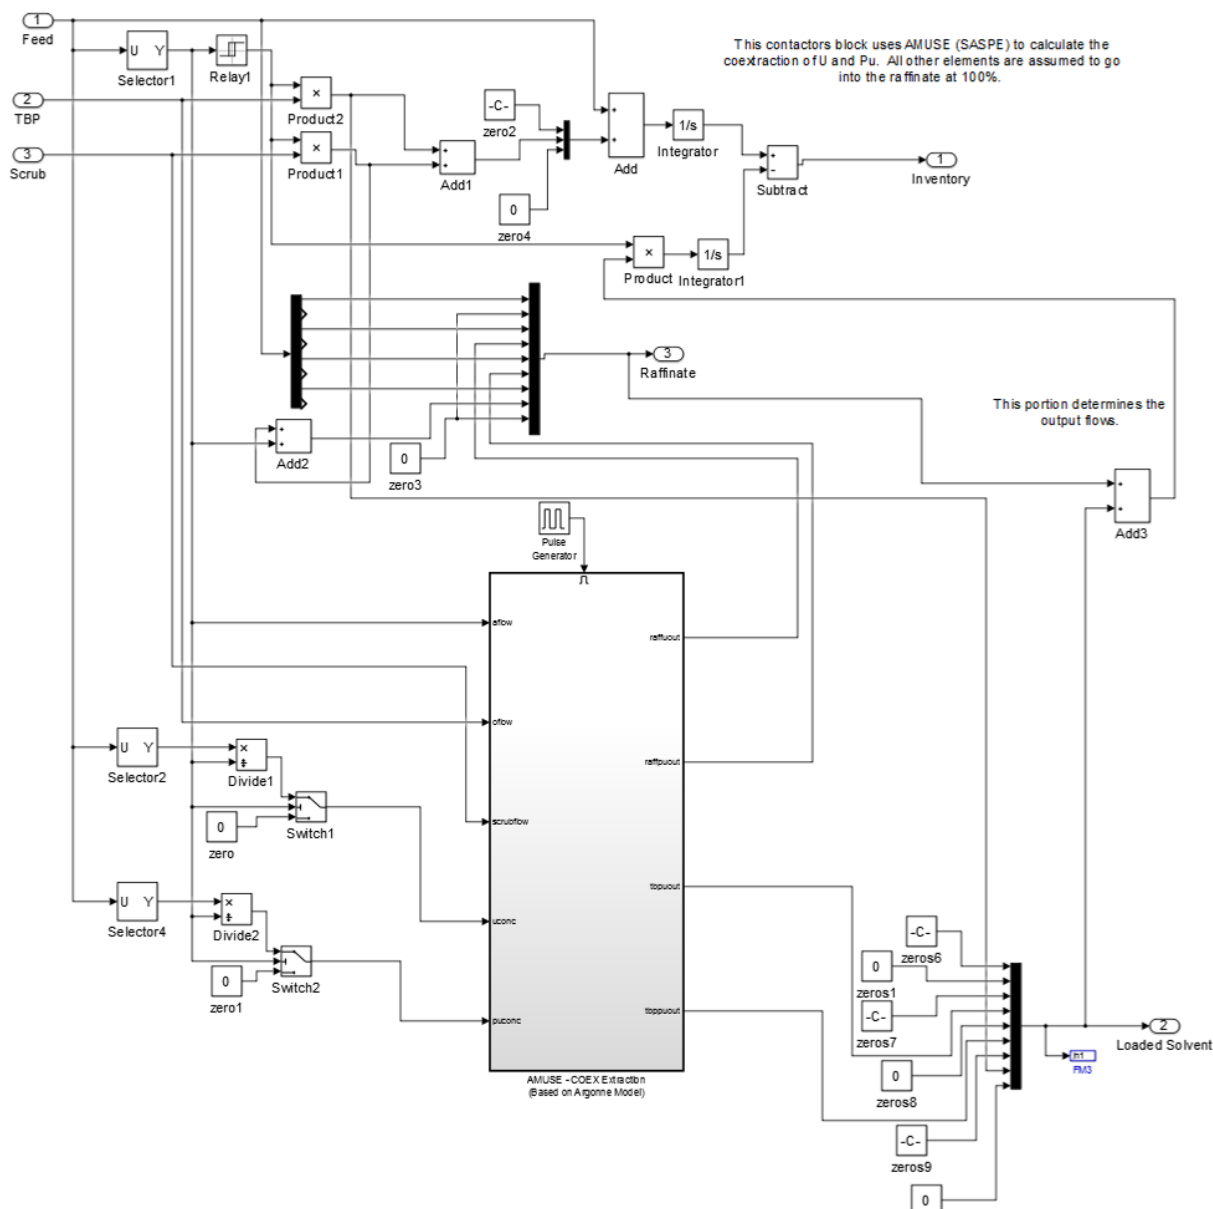 1
Feed
U Y
Selector1
Relay1
This contactors block uses AMUSE (SASPE) to calculate the
coextraction of U and Pu. All other elements are assumed to go
into the raffinate at 100%.
2
TBP
×
Product2
-C-
zero2
+
+
Add
1/s
Integrator
3
Scrub
×
Product1
+
+
Add1
+
−
Subtract
1
Inventory
0
zero4
×
Product
1/s
Integrator1
3
Raffinate
This portion determines the
output flows.
+
+
Add2
0
zero3
+
+
Add3
Pulse
Generator
aflow
raffuout
oflow
raffpuout
U Y
Selector2
×
÷
Divide1
Switch1
0
zero
scrubflow
tbpuout
U Y
Selector4
×
÷
Divide2
Switch2
0
zero1
uconc
puconc
tbppuout
AMUSE - COEX Extraction
(Based on Argonne Model)
-C-
zeros6
0
zeros1
-C-
zeros7
0
zeros8
-C-
zeros9
0
2
Loaded Solvent
In1
FM3